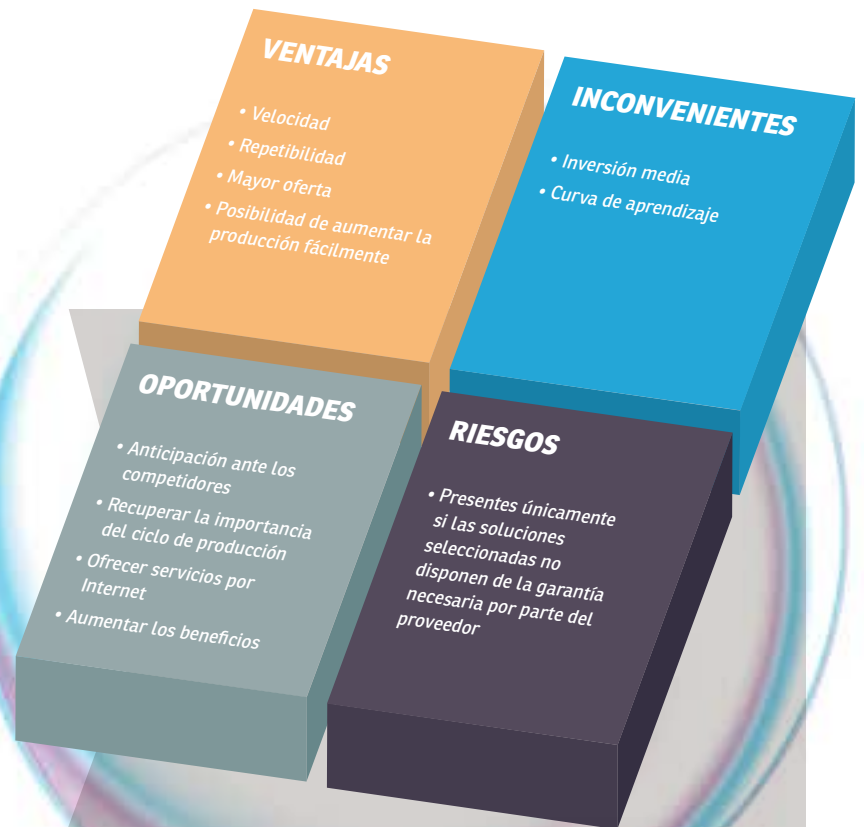 VENTAJAS
• Velocidad
• Repetibilidad
• Mayor oferta
• Posibilidad de aumentar la
producción fácilmente
INCONVENIENTES
• Inversión media
• Curva de aprendizaje
OPORTUNIDADES
• Anticipación ante los
competidores
• Recuperar la importancia
del ciclo de producción
• Ofrecer servicios por
Internet
• Aumentar los beneficios
RIESGOS
• Presentes únicamente
si las soluciones
seleccionadas no
disponen de la garantía
necesaria por parte del
proveedor